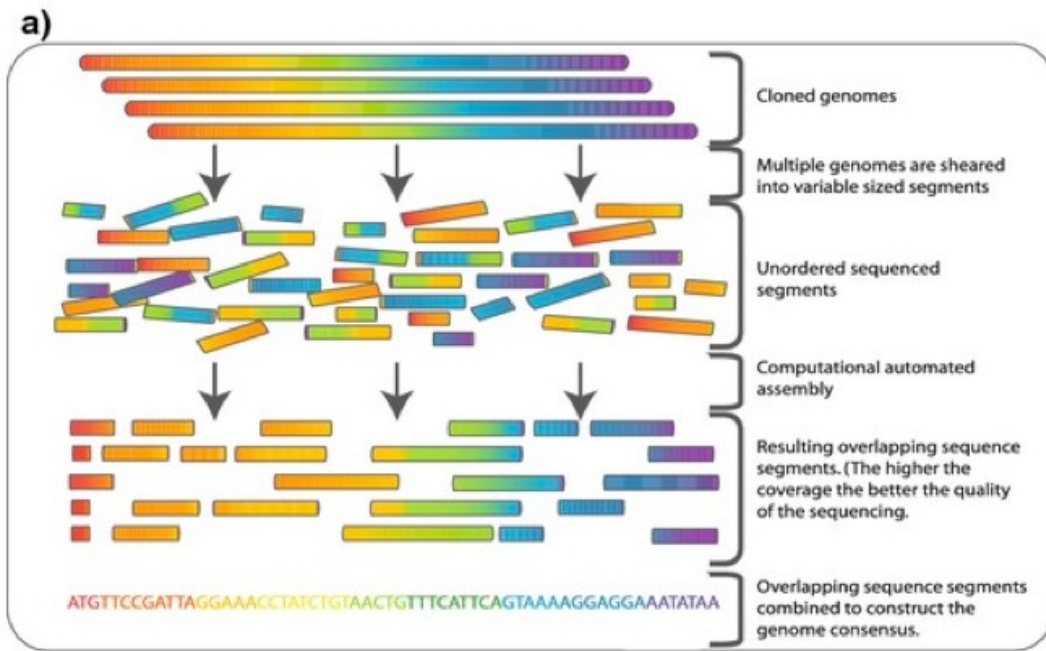 a)
Cloned genomes
Multiple genomes are sheared
into variable sized segments
Unordered sequenced
segments
Computational automated
assembly
Resulting overlapping sequence
segments. (The higher the
coverage the better the quality
of the sequencing.
ATGTTCCGATTAGGAAACCTATCTGTAACTGTTTCATTCAGTAAAAGGAGGAAATATAA
Overlapping sequence segments
combined to construct the
genome consensus.